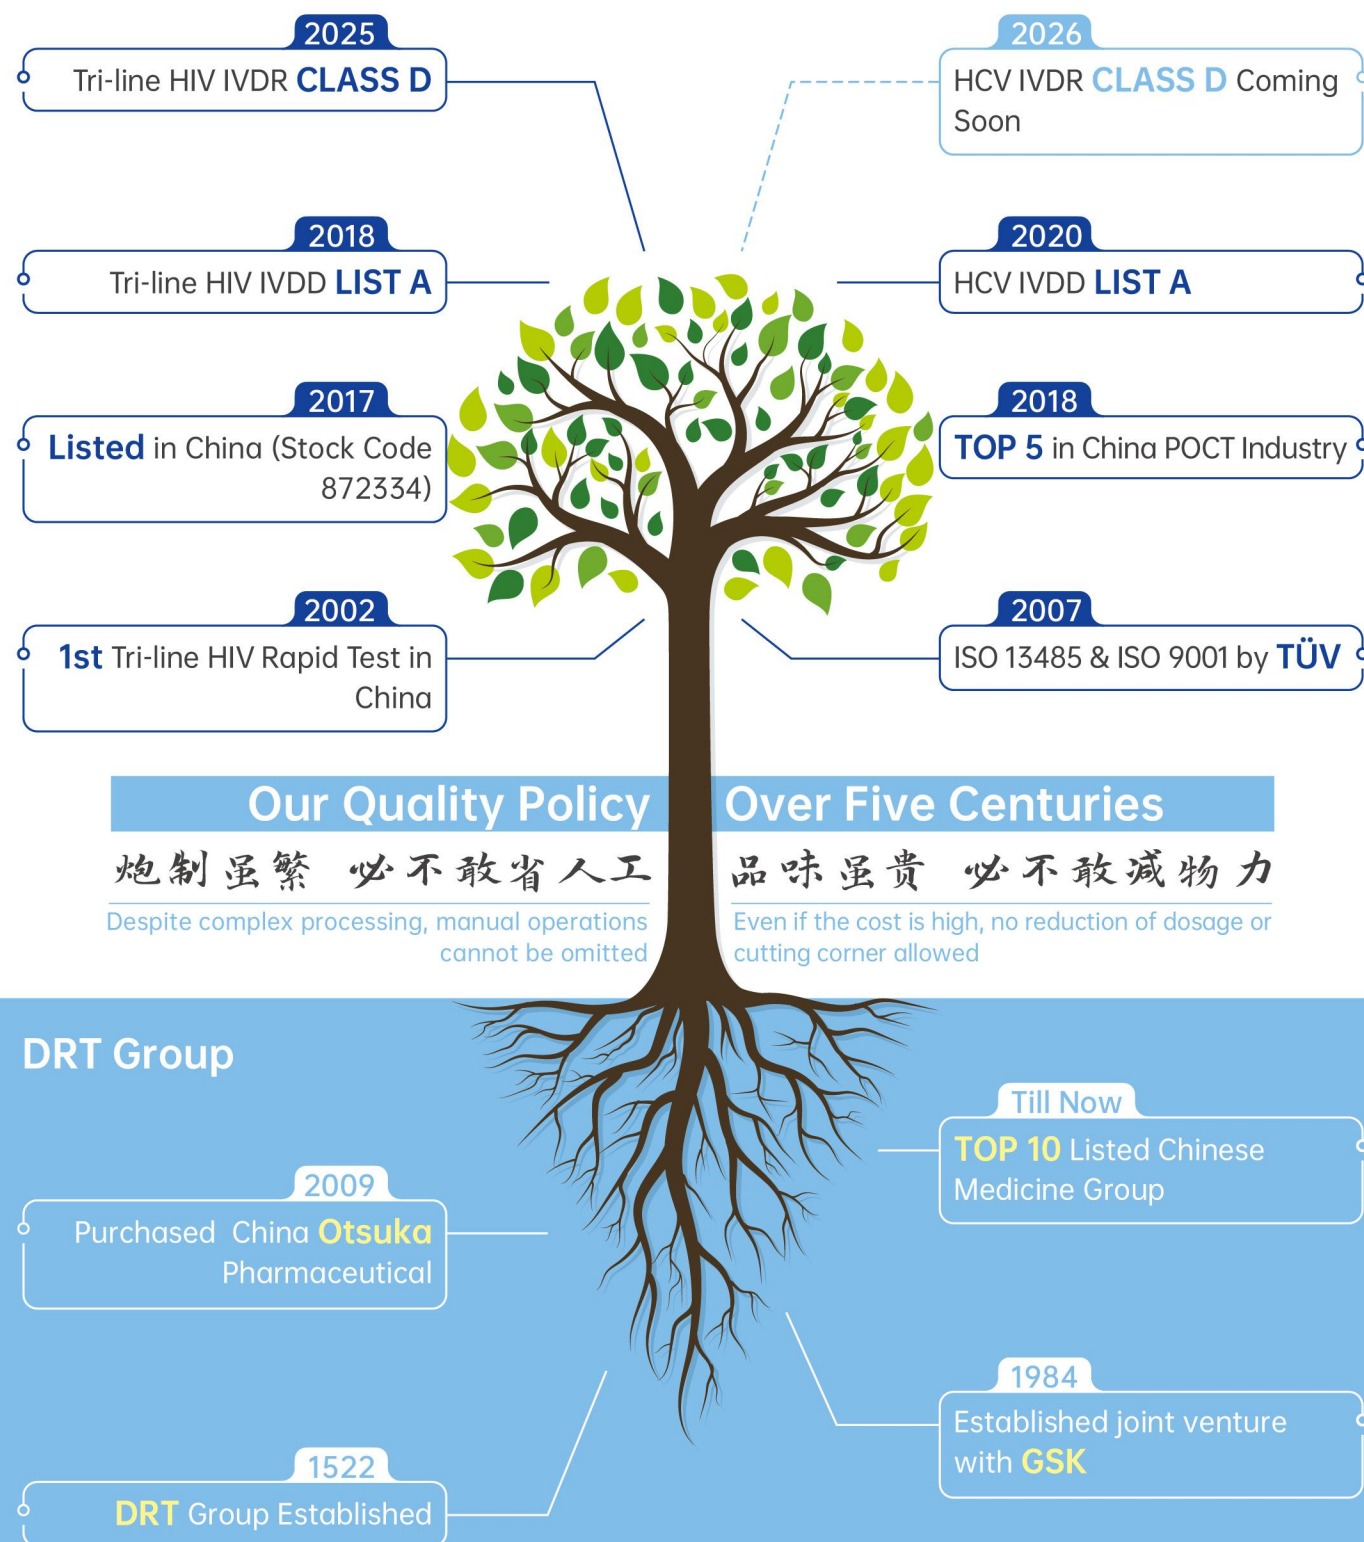 2025
Tri-line HIV IVDR CLASS D
2026
HCV IVDR CLASS D Coming
Soon
2018
Tri-line HIV IVDD LIST A
2020
HCV IVDD LIST A
2017
Listed in China (Stock Code
872334)
2018
TOP 5 in China POCT Industry
2002
1st Tri-line HIV Rapid Test in
China
2007
ISO 13485 & ISO 9001 by TÜV
Our Quality Policy
Over Five Centuries
炮制虽繁 必不敢省人工
品味虽贵 必不敢减物力
Despite complex processing, manual operations
cannot be omitted
Even if the cost is high, no reduction of dosage or
cutting corner allowed
DRT Group
Till Now
TOP 10 Listed Chinese
Medicine Group
2009
Purchased China Otsuka
Pharmaceutical
1984
Established joint venture
with GSK
1522
DRT Group Established